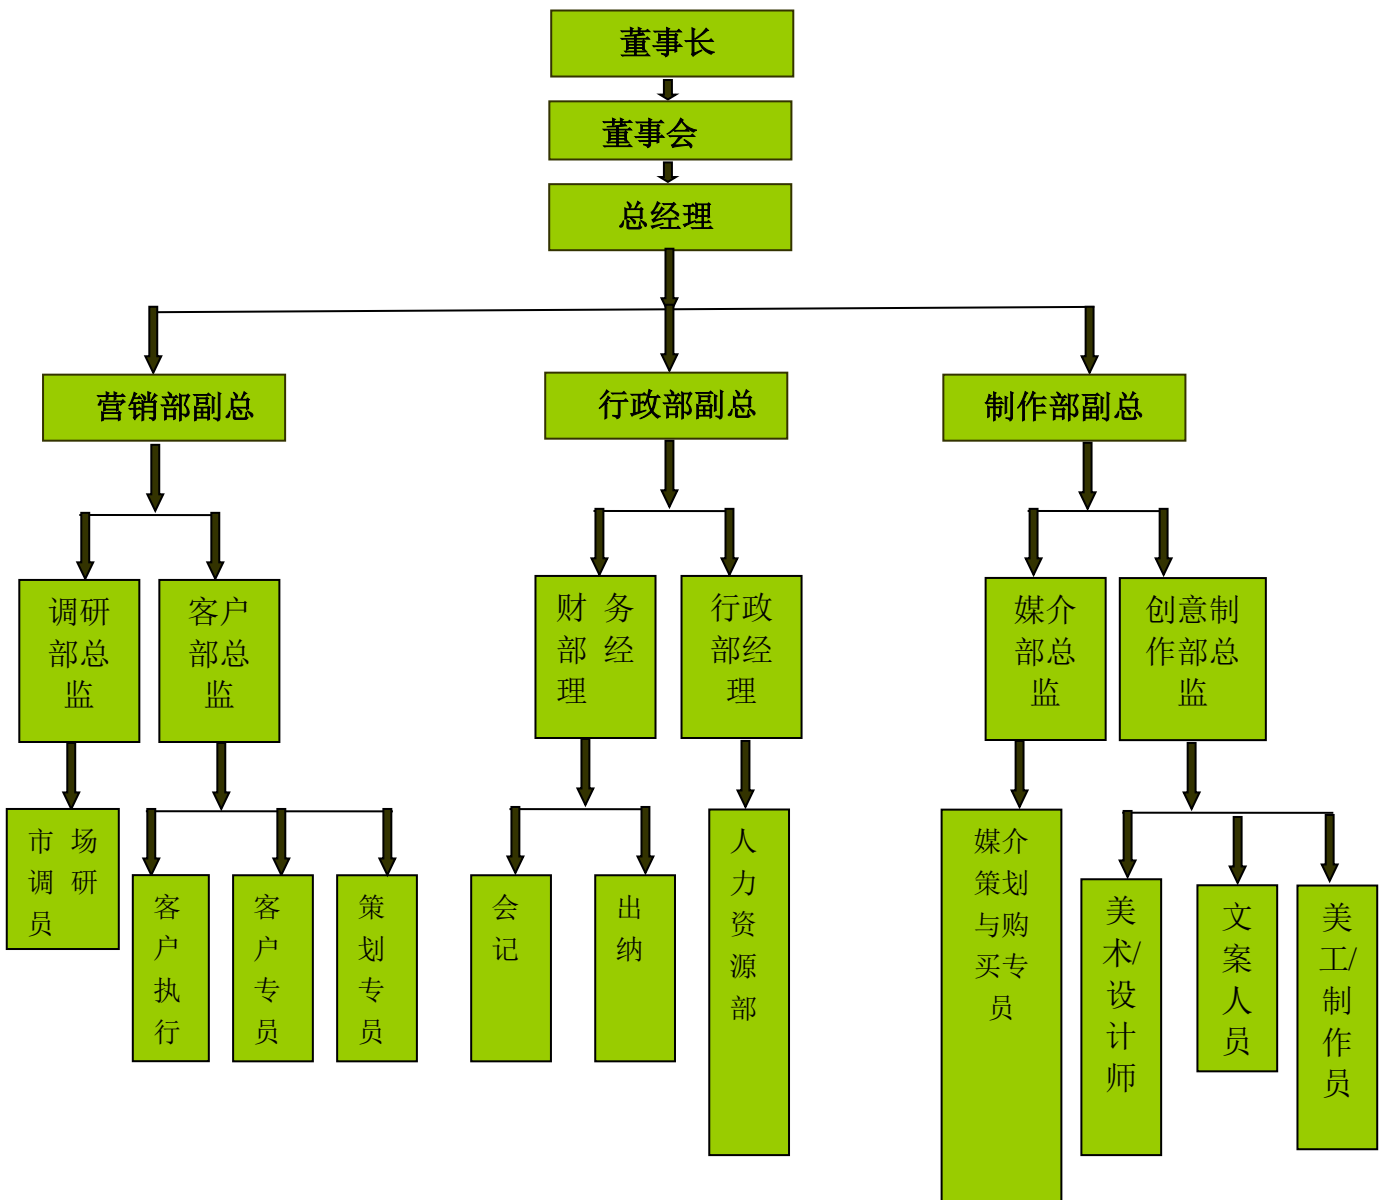 董事长
董事会
总经理
营销部副总
行政部副总
制作部副总
调研
部总
监
客户
部总
监
财 务
部 经
理
行政
部经
理
媒介
部总
监
创意制
作部总
监
市 场
调 研
员
客
户
执
行
客
户
专
员
策
划
专
员
会
记
出
纳
人
力
资
源
部
媒介
策划
与购
买专
员
美
术/
设
计
师
文
案
人
员
美
工/
制
作
员